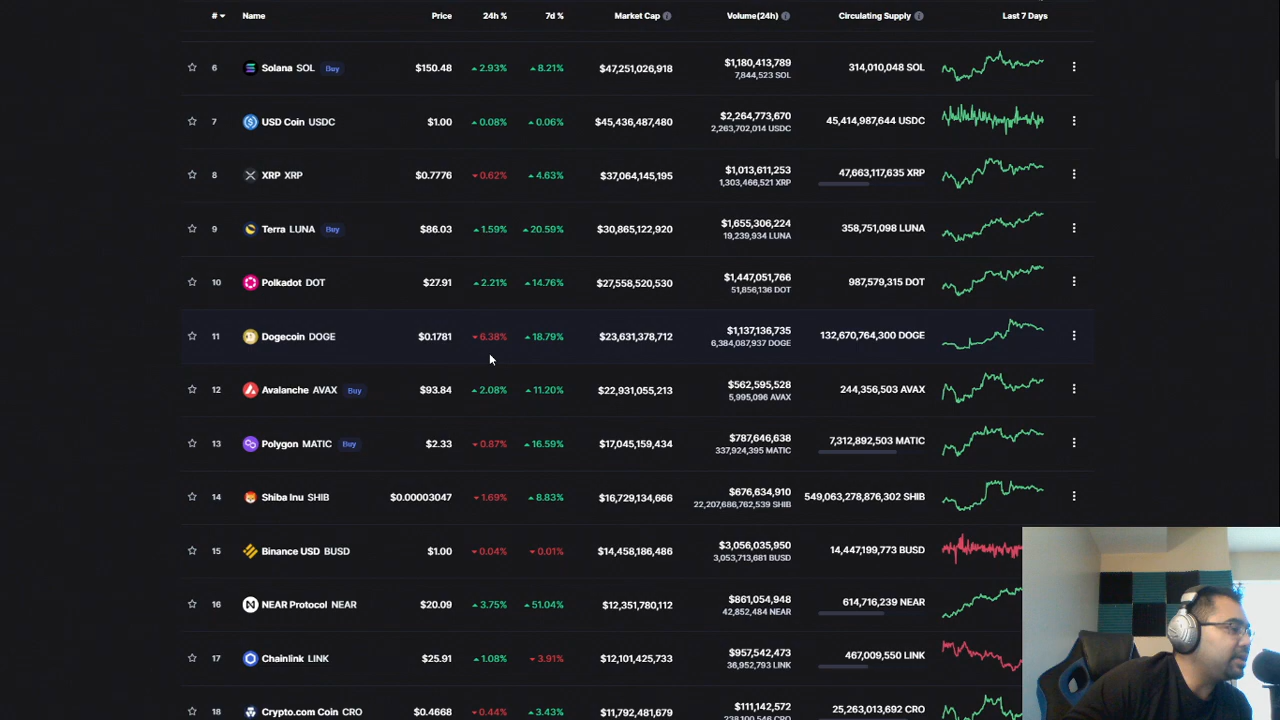 # Name Price 24h % 7d % Market Cap Volume(24h) Circulating Supply Last 7 Days
6 Solana SOL Buy $150.48 2.93% 8.21% $47,251,026,918 $1,180,413,789 314,010,048 SOL
7,844,523 SOL
7 USD Coin USDC $1.00 0.08% 0.06% $45,436,487,480 $2,264,773,670 45,414,987,644 USDC
2,263,702,014 USDC
8 XRP XRP $0.7776 0.62% 4.63% $37,064,145,195 $1,013,611,253 47,663,117,635 XRP
1,303,466,521 XRP
9 Terra LUNA Buy $86.03 1.59% 20.59% $30,865,122,920 $1,655,306,224 358,751,098 LUNA
19,239,934 LUNA
10 Polkadot DOT $27.91 2.21% 14.76% $27,558,520,530 $1,447,051,766 987,579,315 DOT
51,856,136 DOT
11 Dogecoin DOGE $0.1781 6.38% 18.79% $23,631,378,712 $1,137,136,735 132,670,764,300 DOGE
6,384,087,937 DOGE
12 Avalanche AVAX Buy $93.84 2.08% 11.20% $22,931,055,213 $562,595,528 244,356,503 AVAX
5,995,096 AVAX
13 Polygon MATIC Buy $2.33 0.87% 16.59% $17,045,159,434 $787,646,638 7,312,892,503 MATIC
337,924,395 MATIC
14 Shiba Inu SHIB $0.00003047 1.69% 8.83% $16,729,134,666 $676,634,910 549,063,278,876,302 SHIB
22,207,686,762,539 SHIB
15 Binance USD BUSD $1.00 0.04% 0.01% $14,458,186,486 $3,056,035,950 14,447,199,773 BUSD
3,053,713,681 BUSD
16 NEAR Protocol NEAR $20.09 3.75% 51.04% $12,351,780,112 $861,054,948 614,716,239 NEAR
42,852,484 NEAR
17 Chainlink LINK $25.91 1.08% 3.91% $12,101,425,733 $957,542,473 467,009,550 LINK
36,952,793 LINK
18 Crypto.com Coin CRO $0.4668 0.44% 3.43% $11,792,481,679 $111,142,572 25,263,013,692 CRO
238,100,546 CRO